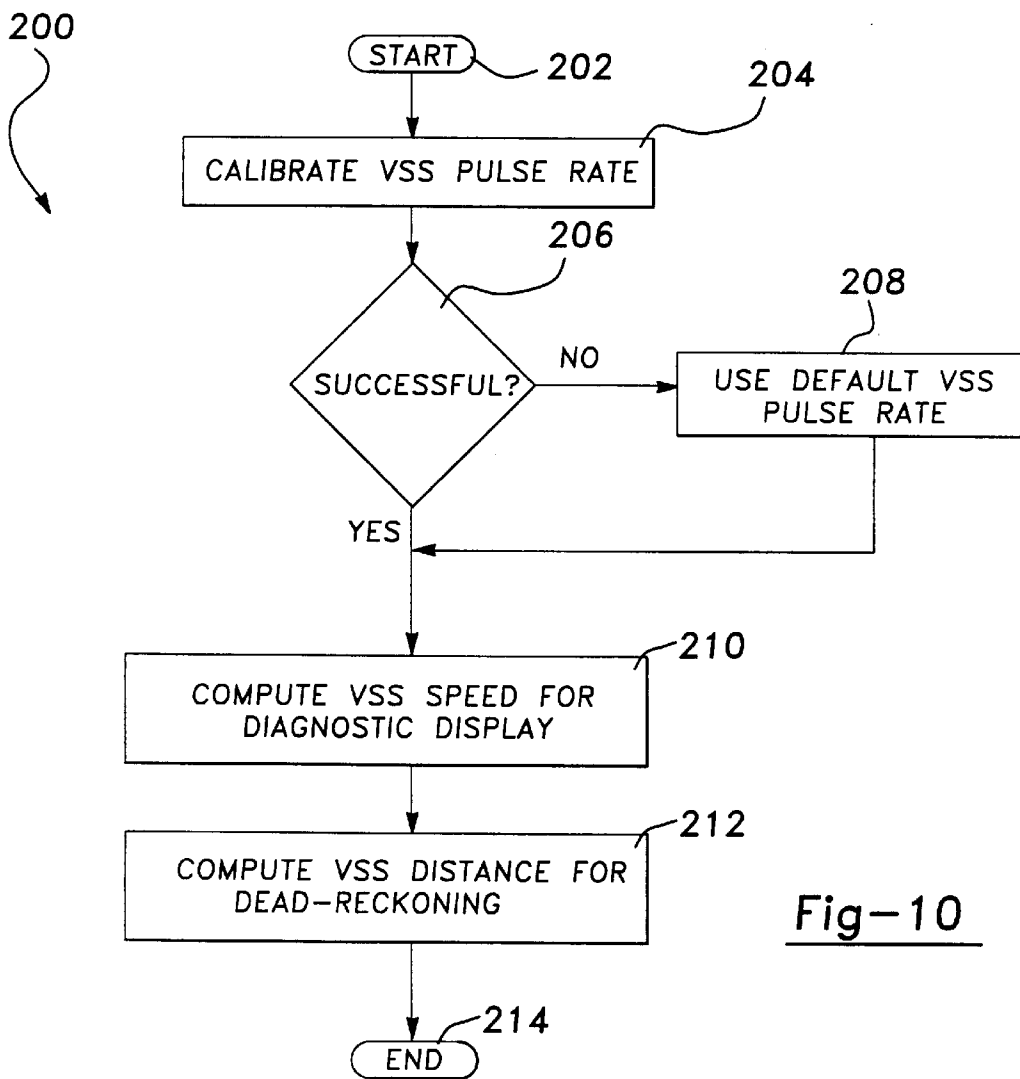 200
START
202
204
CALIBRATE VSS PULSE RATE
206
208
SUCCESSFUL?
NO
USE DEFAULT VSS
PULSE RATE
YES
210
COMPUTE VSS SPEED FOR
DIAGNOSTIC DISPLAY
212
COMPUTE VSS DISTANCE FOR
DEAD-RECKONING
Fig-10
214
END